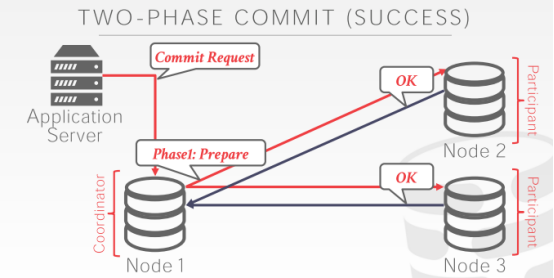 TWO-PHASE COMMIT (SUCCESS)
Commit Request
OK
Participant
Application
Server
Node 2
Phase1: Prepare
OK
Coordinator
Participant
Node 1
Node 3